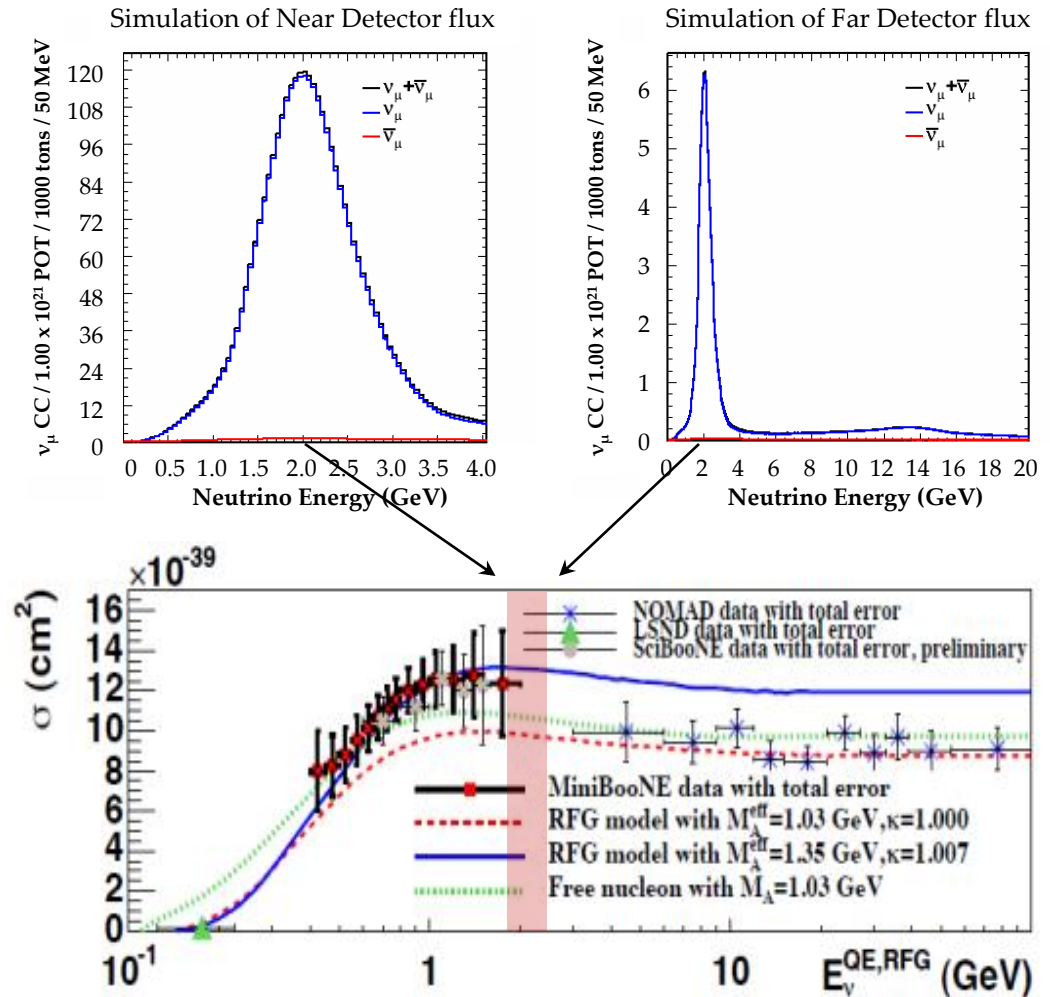 Simulation of Near Detector flux
ν_μ CC / 1.00 x 10²¹ POT / 1000 tons / 50 MeV
120
108
96
84
72
60
48
36
24
12
0
ν_μ+ν̅_μ
ν_μ
ν̅_μ
0 0.5 1.0 1.5 2.0 2.5 3.0 3.5 4.0
Neutrino Energy (GeV)
Simulation of Far Detector flux
ν_μ CC / 1.00 x 10²¹ POT / 1000 tons / 50 MeV
6
5
4
3
2
1
0
ν_μ+ν̅_μ
ν_μ
ν̅_μ
0 2 4 6 8 10 12 14 16 18 20
Neutrino Energy (GeV)
×10⁻³⁹
σ (cm²)
16
14
12
10
8
6
4
2
0
NOMAD data with total error
LSND data with total error
SciBooNE data with total error, preliminary
MiniBooNE data with total error
RFG model with M_A^eff=1.03 GeV,κ=1.000
RFG model with M_A^eff=1.35 GeV,κ=1.007
Free nucleon with M_A=1.03 GeV
10⁻¹ 1 10
E_ν^QE,RFG (GeV)